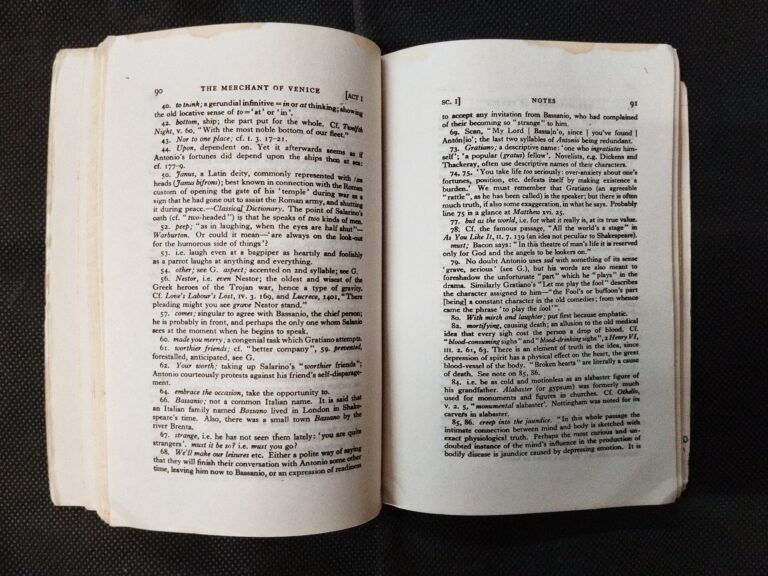 90 THE MERCHANT OF VENICE [ACT I
40. to think; a gerundial infinitive = in or at thinking; showing
the old locative sense of to = 'at' or 'in'.
42. bottom, ship; the part put for the whole. Cf. Twelfth
Night, v. 60, "With the most noble bottom of our fleet."
43. Nor to one place; cf. 1. 3. 17-21.
44. Upon, dependent on. Yet it afterwards seems as if
Antonio's fortunes did depend upon the ships then at sea:
cf. 177-9.
50. Janus, a Latin deity, commonly represented with two
heads (Janus bifrons); best known in connection with the Roman
custom of opening the gate of his 'temple' during war as a
sign that he had gone out to assist the Roman army, and shutting
it during peace.—Classical Dictionary. The point of Salarino's
oath (cf. "two-headed") is that he speaks of two kinds of men.
52. peep; "as in laughing, when the eyes are half shut"—
Warburton. Or could it mean—'are always on the look-out
for the humorous side of things'?
53. i.e. laugh even at a bagpiper as heartily and foolishly
as a parrot laughs at anything and everything.
54. other; see G. aspect; accented on and syllable; see G.
56. Nestor, i.e. even Nestor; the oldest and wisest of the
Greek heroes of the Trojan war, hence a type of gravity.
Cf. Love's Labour's Lost, IV. 3. 169, and Lucrece, 1401, "There
pleading might you see grave Nestor stand."
57. comes; singular to agree with Bassanio, the chief person;
he is probably in front, and perhaps the only one whom Salanio
sees at the moment when he begins to speak.
60. made you merry; a congenial task which Gratiano attempts.
61. worthier friends; cf. "better company", 59. prevented,
forestalled, anticipated, see G.
62. Your worth; taking up Salarino's "worthier friends";
Antonio courteously protests against his friend's self-disparage-
ment.
64. embrace the occasion, take the opportunity to.
66. Bassanio; not a common Italian name. It is said that
an Italian family named Bassano lived in London in Shake-
speare's time. Also, there was a small town Bassano by the
river Brenta.
67. strange, i.e. he has not seen them lately: 'you are quite
strangers'. must it be so? i.e. must you go?
68. We'll make our leisures etc. Either a polite way of saying
that they will finish their conversation with Antonio some other
time, leaving him now to Bassanio, or an expression of readiness
SC. I] NOTES 91
to accept any invitation from Bassanio, who had complained
of their becoming so "strange" to him.
69. Scan, "My Lord | Bassa|o'o, since | you've found |
Antón|io"; the last two syllables of Antonio being redundant.
73. Gratiano; a descriptive name: 'one who ingratiates him-
self'; 'a popular (gratus) fellow'. Novelists, e.g. Dickens and
Thackeray, often use descriptive names of their characters.
74, 75. 'You take life too seriously: over-anxiety about one's
fortunes, position, etc. defeats itself by making existence a
burden.' We must remember that Gratiano (an agreeable
"rattle", as he has been called) is the speaker; but there is often
much truth, if also some exaggeration, in what he says. Probably
line 75 is a glance at Matthew xvi. 25.
77. but as the world, i.e. for what it really is, at its true value.
78. Cf. the famous passage, "All the world's a stage" in
As You Like It, II. 7. 139 (an idea not peculiar to Shakespeare).
must; Bacon says: "In this theatre of man's life it is reserved
only for God and the angels to be lookers on."
79. No doubt Antonio uses sad with something of its sense
'grave, serious' (see G.), but his words are also meant to
foreshadow the unfortunate "part" which he "plays" in the
drama. Similarly Gratiano's "Let me play the fool" describes
the character assigned to him—"the Fool's or buffoon's part
[being] a constant character in the old comedies; from whence
came the phrase 'to play the fool'".
80. With mirth and laughter; put first because emphatic.
82. mortifying, causing death; an allusion to the old medical
idea that every sigh cost the person a drop of blood. Cf.
"blood-consuming sighs" and "blood-drinking sighs", 2 Henry VI,
III. 2. 61, 63. There is an element of truth in the idea, since
depression of spirit has a physical effect on the heart, the great
blood-vessel of the body. "Broken hearts" are literally a cause
of death. See note on 85, 86.
84. i.e. be as cold and motionless as an alabaster figure of
his grandfather. Alabaster (or gypsum) was formerly much
used for monuments and figures in churches. Cf. Othello,
v. 2. 5, "monumental alabaster". Nottingham was noted for its
carvers in alabaster.
85, 86. creep into the jaundice. "In this whole passage the
intimate connection between mind and body is sketched with
exact physiological truth. Perhaps the most curious and un-
doubted instance of the mind's influence in the production of
bodily disease is jaundice caused by depressing emotion. It is